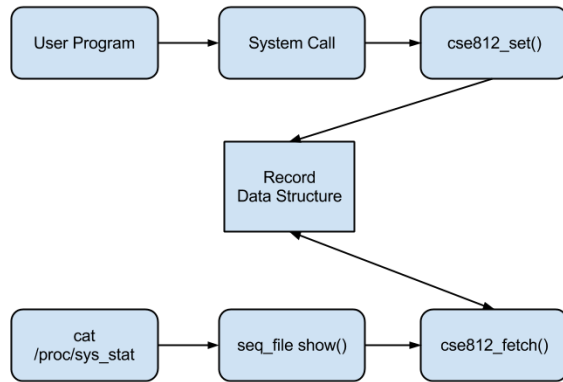 User Program
System Call
cse812_set()
Record
Data Structure
cat
/proc/sys_stat
seq_file show()
cse812_fetch()